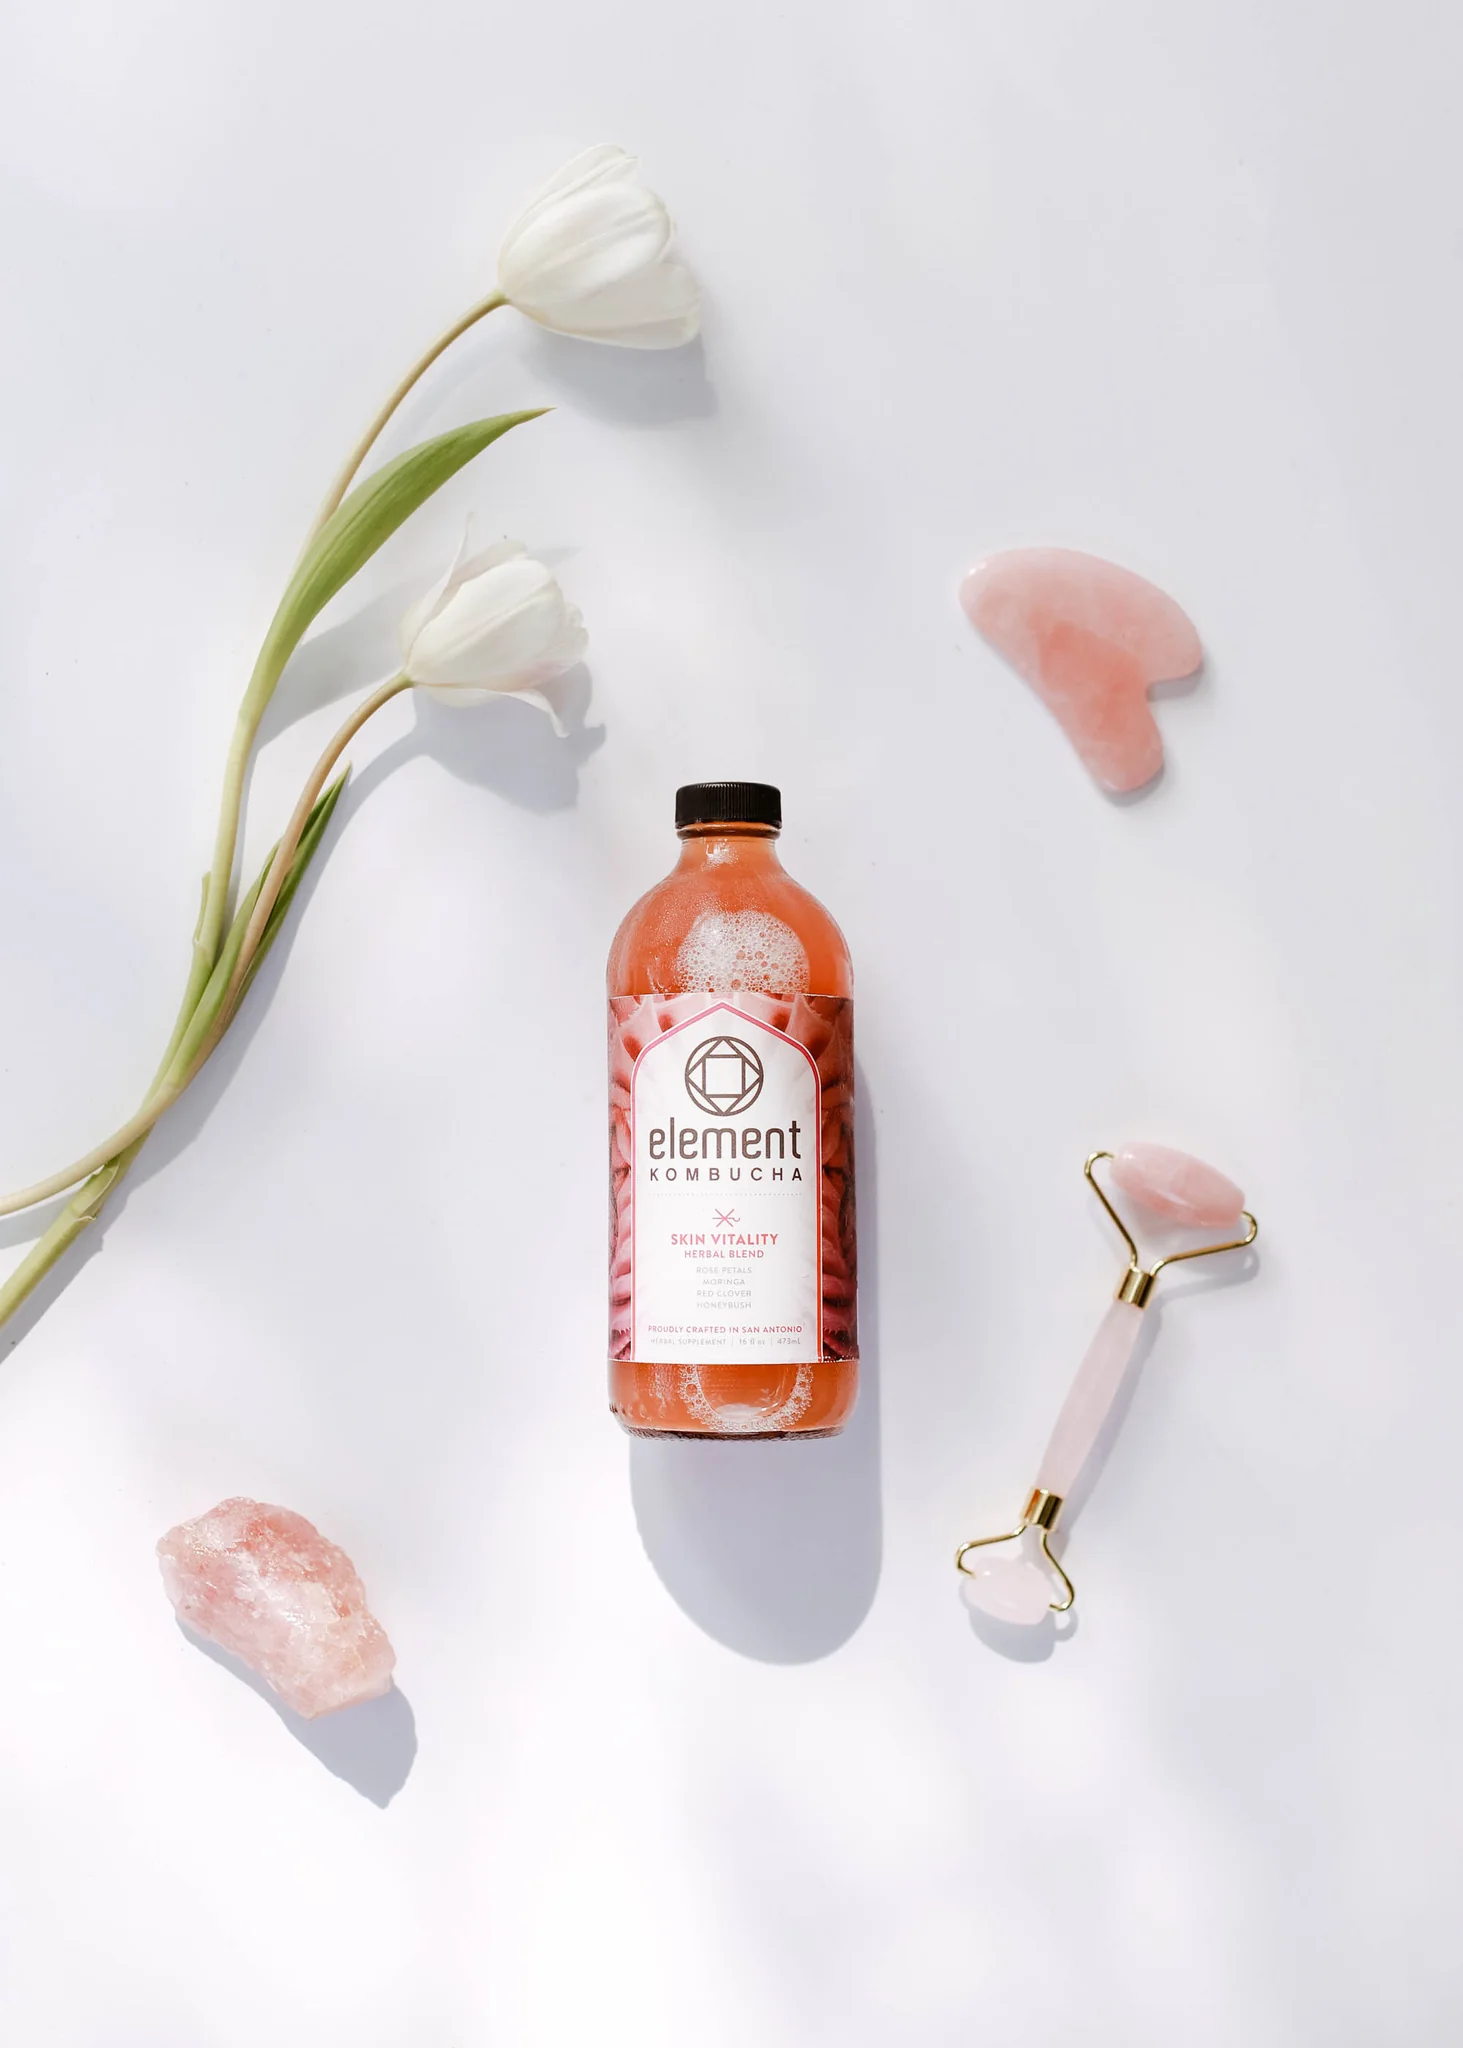 element
KOMBUCHA
SKIN VITALITY
HERBAL BLEND
ROSE PETALS
MORINGA
RED CLOVER
HONEYBUSH
PROUDLY CRAFTED IN SAN ANTONIO
HERBAL SUPPLEMENT | 16 fl oz | 473mL